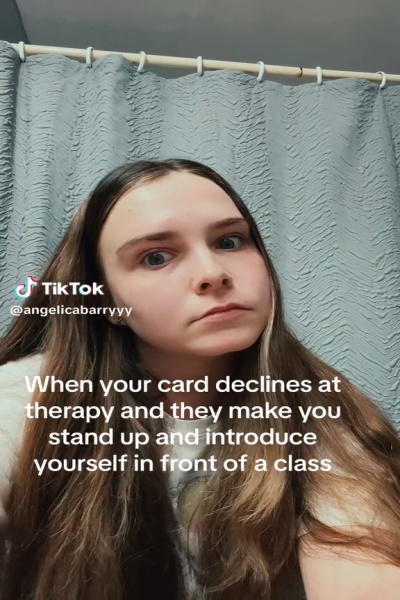 TikTok
@angelicabarryyy
When your card declines at
therapy and they make you
stand up and introduce
yourself in front of a class